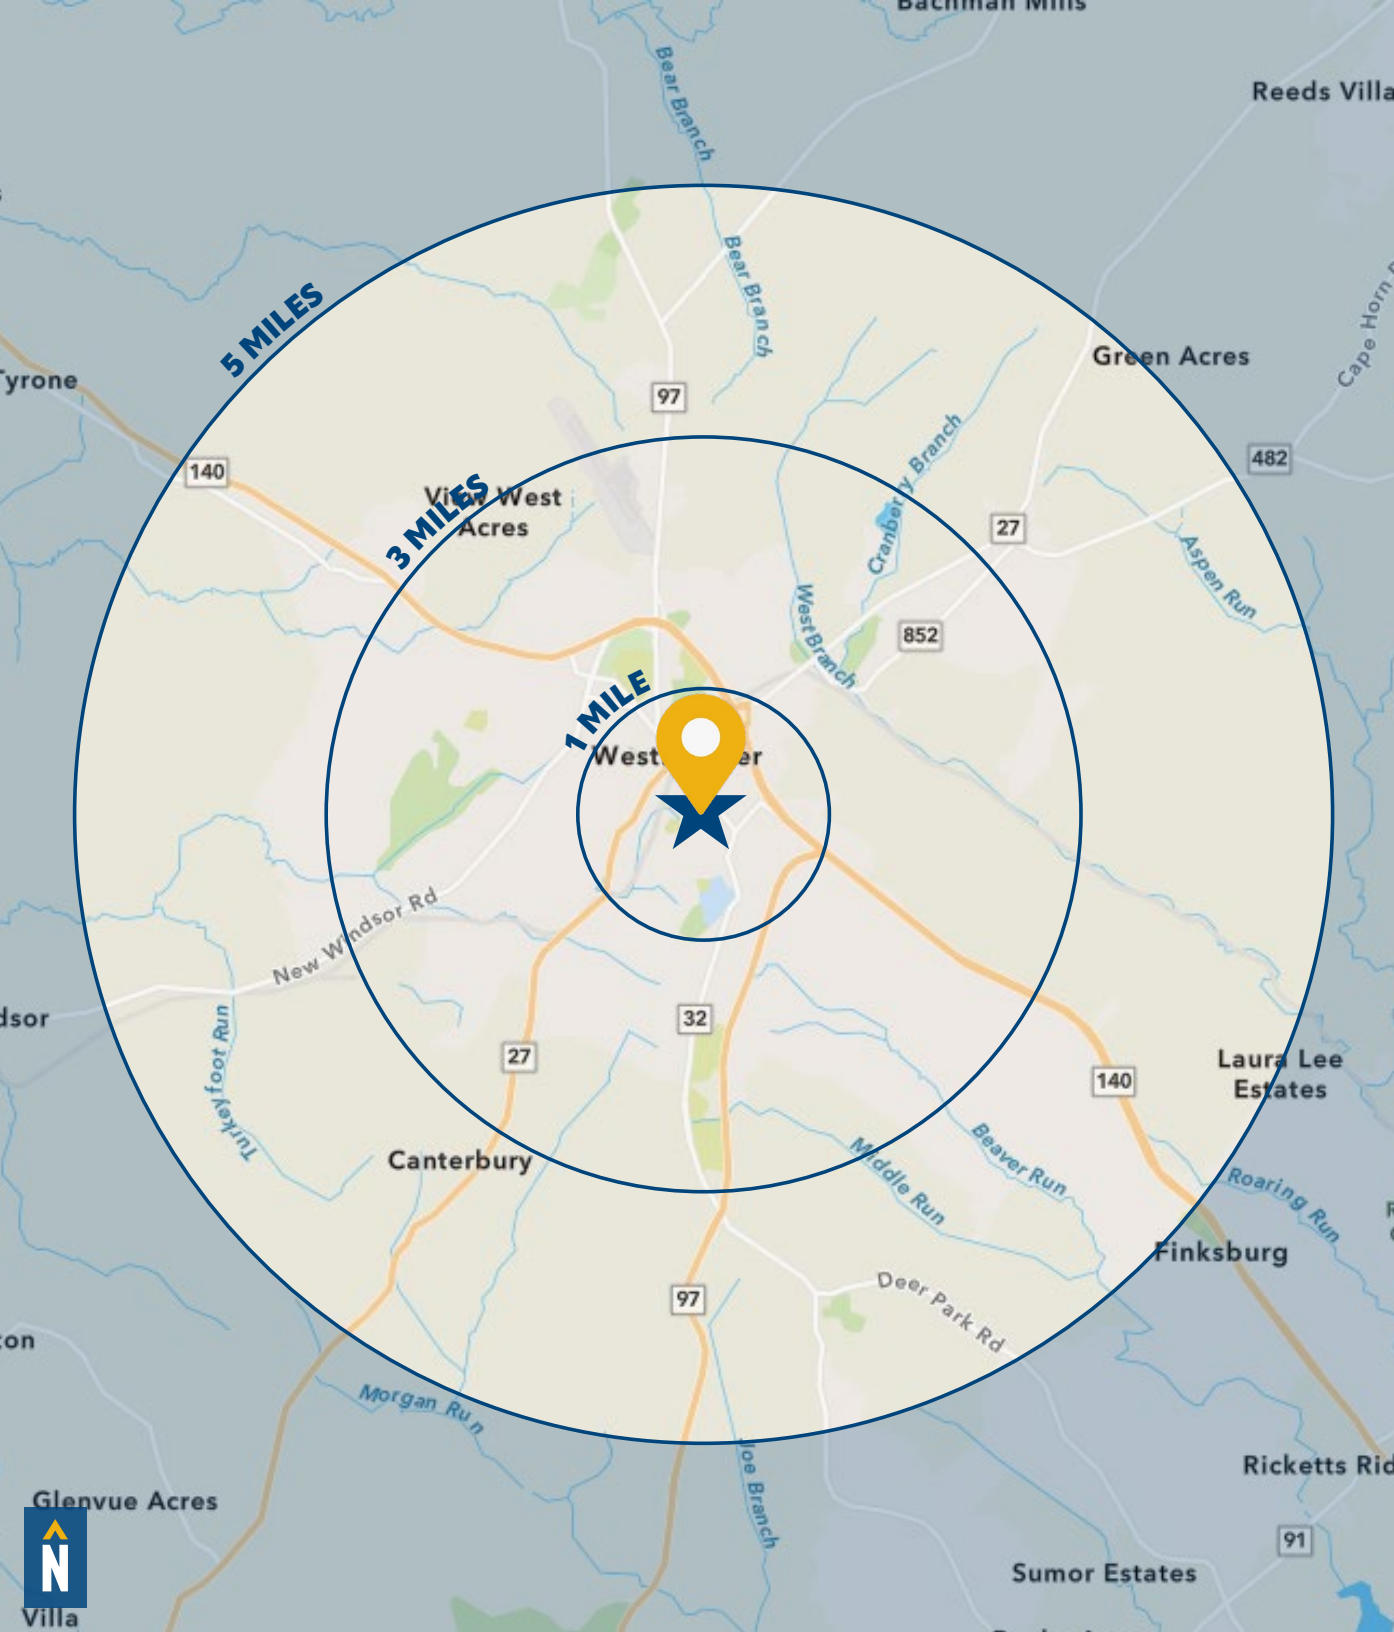 Bachman Mills
Bear Branch
Reeds Villa
Bear Branch
5 MILES
Cape Horn
Green Acres
Tyrone
97
Cranberry Branch
482
140
3 MILES
View West
Acres
27
Aspen Run
West Branch
852
1 MILE
West
er
New Windsor Rd
dsor
32
Turkeyfoot Run
27
Laura Lee
Estates
140
Beaver Run
Middle Run
Canterbury
Roaring Run
Finksburg
97
Deer Park Rd
ton
Morgan Run
Joe Branch
Ricketts Rid
Glenvue Acres
91
N
Sumor Estates
Villa